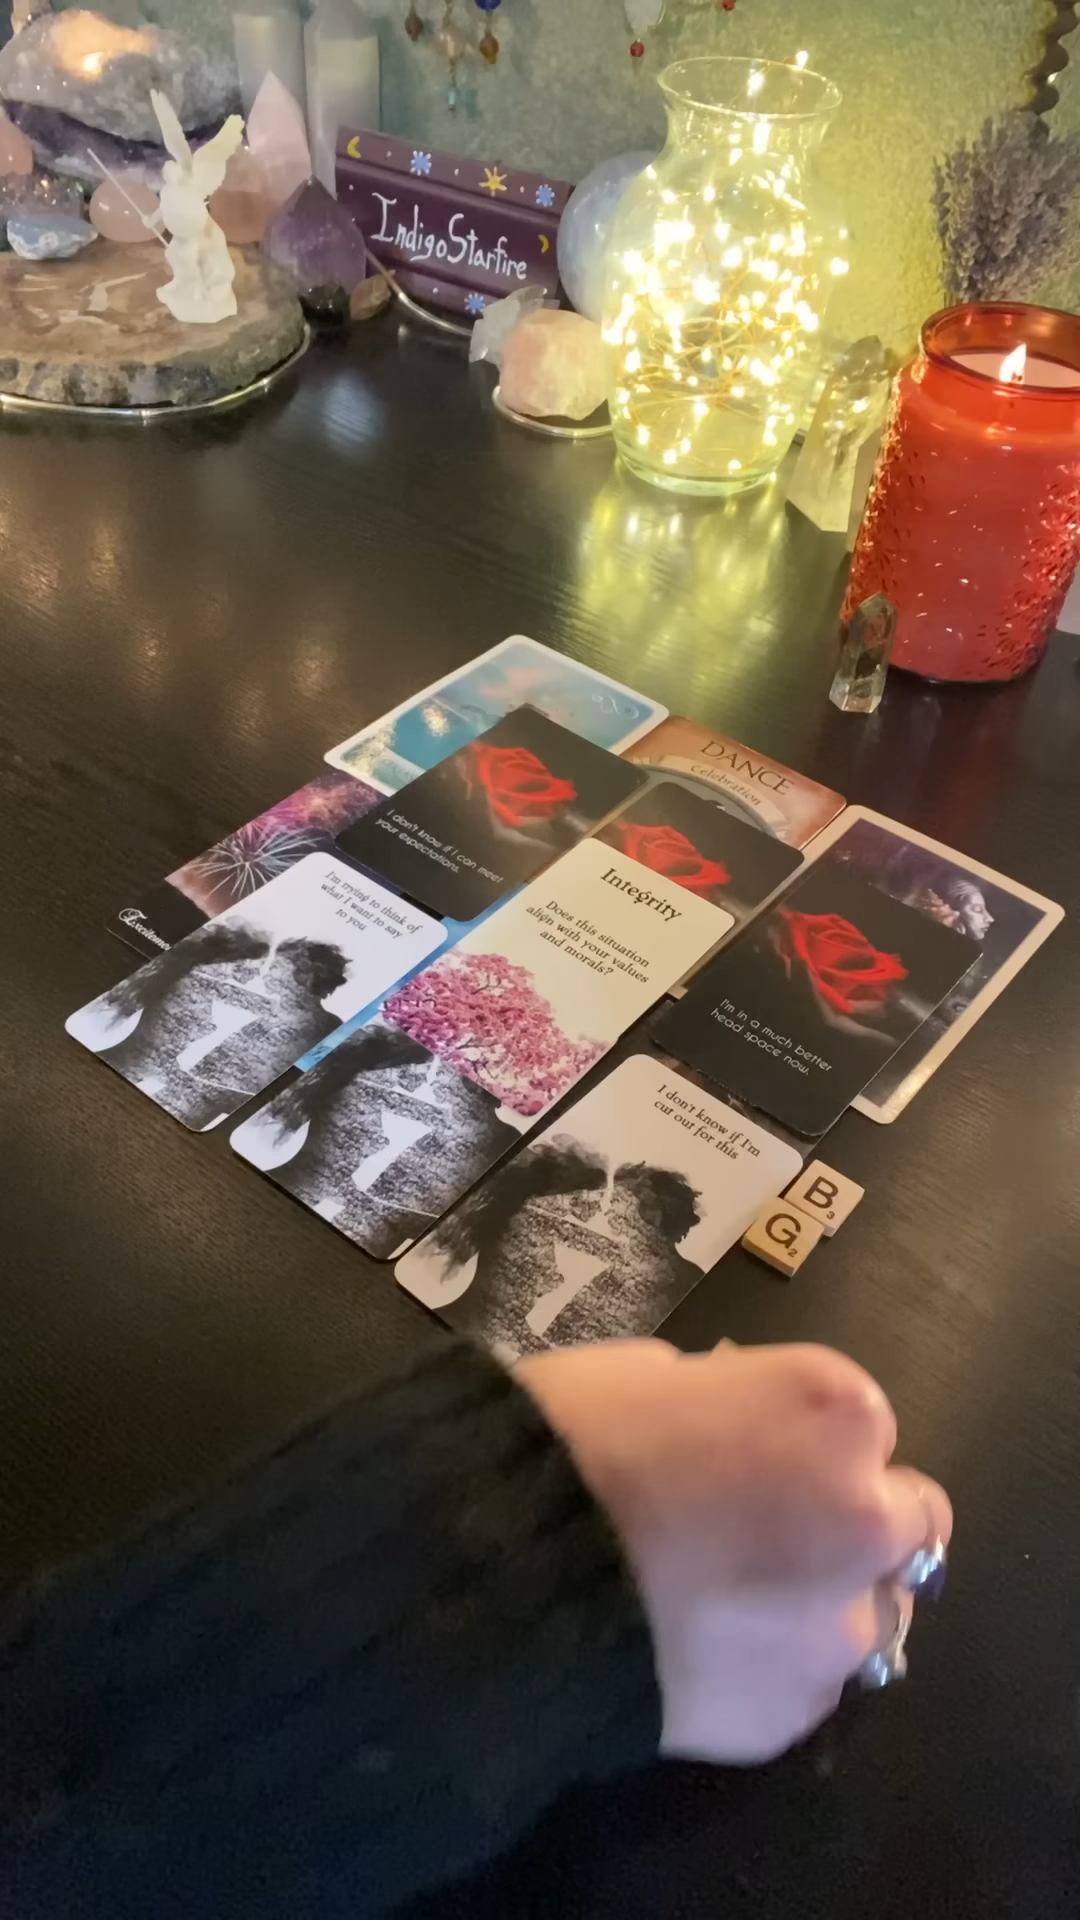 IndigoStarfire
DANCE
Celebration
I don't know if I can meet
your expectations.
Integrity
Does this situation
align with your values
and morals?
I'm trying to think of
what I want to say
to you
I'm in a much better
head space now.
I don't know if I'm
cut out for this
B
3
G
2